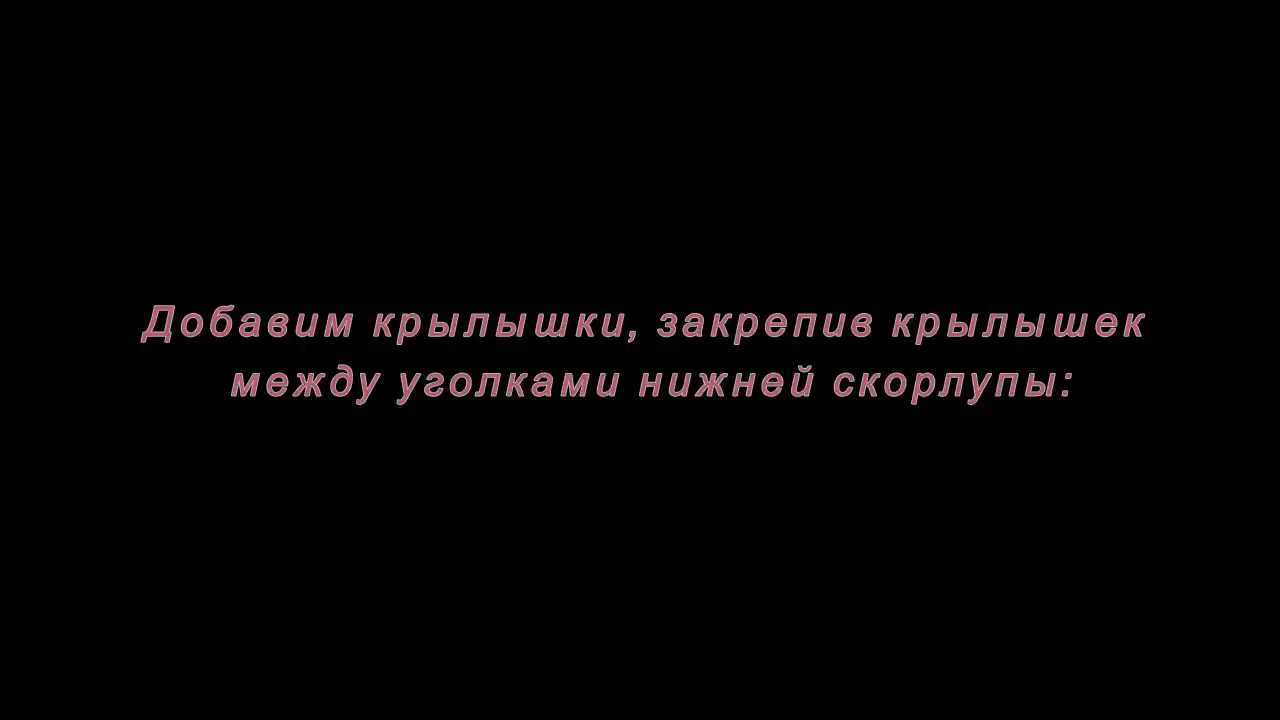 Добавим крылышки, закрепив крылышек
между уголками нижней скорлупы: